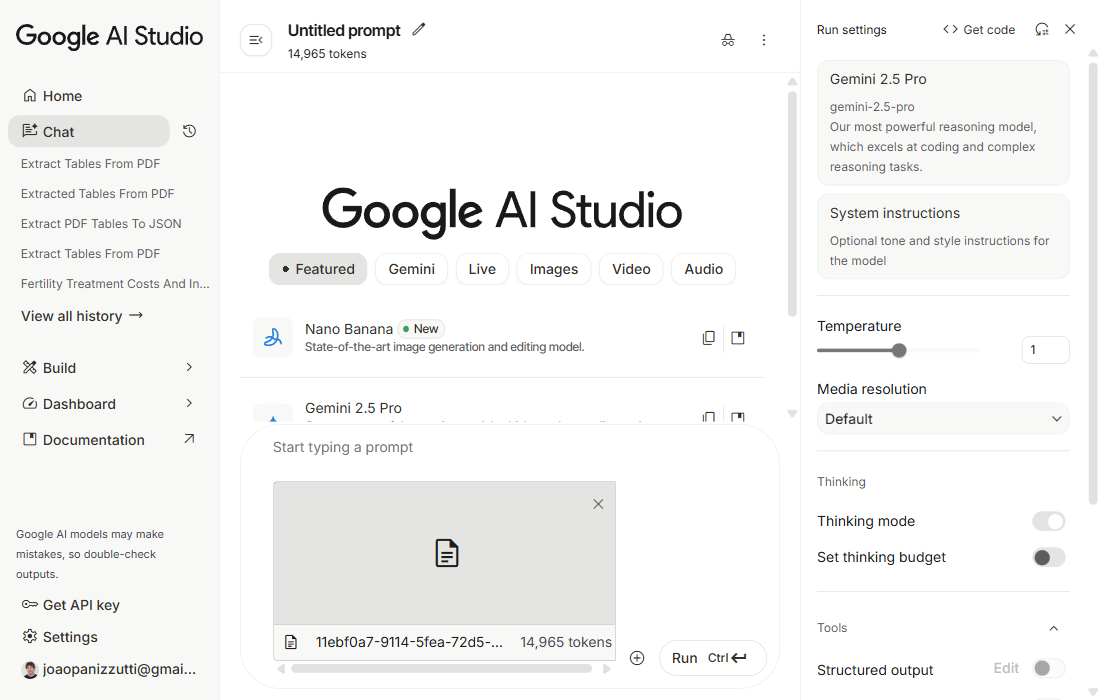 Google AI Studio
Home
Chat
Extract Tables From PDF
Extracted Tables From PDF
Extract PDF Tables To JSON
Extract Tables From PDF
Fertility Treatment Costs And In...
View all history
Build
Dashboard
Documentation
Google AI models may make
mistakes, so double-check
outputs.
Get API key
Settings
joaopanizzutti@gmai...
Untitled prompt
14,965 tokens
Google AI Studio
Featured
Gemini
Live
Images
Video
Audio
Nano Banana New
State-of-the-art image generation and editing model.
Gemini 2.5 Pro
Start typing a prompt
11ebf0a7-9114-5fea-72d5-... 14,965 tokens
Run Ctrl
Run settings
Get code
Gemini 2.5 Pro
gemini-2.5-pro
Our most powerful reasoning model,
which excels at coding and complex
reasoning tasks.
System instructions
Optional tone and style instructions for
the model
Temperature
1
Media resolution
Default
Thinking
Thinking mode
Set thinking budget
Tools
Structured output Edit